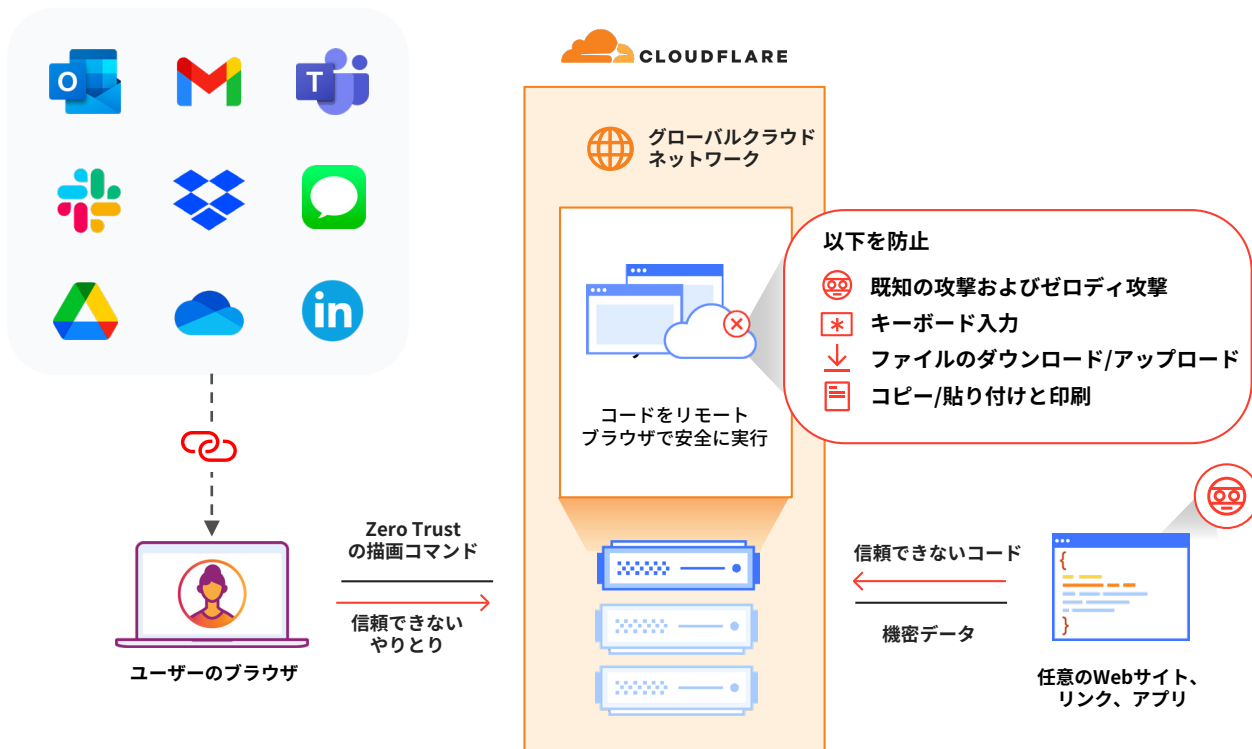 CLOUDFLARE
グローバルクラウド
ネットワーク
以下を防止
既知の攻撃およびゼロディ攻撃
キーボード入力
ファイルのダウンロード/アップロード
コピー/貼り付けと印刷
コードをリモート
ブラウザで安全に実行
O
T
in
Zero Trust
の描画コマンド
信頼できない
やりとり
ユーザーのブラウザ
信頼できないコード
機密データ
任意のWebサイト、
リンク、アプリ